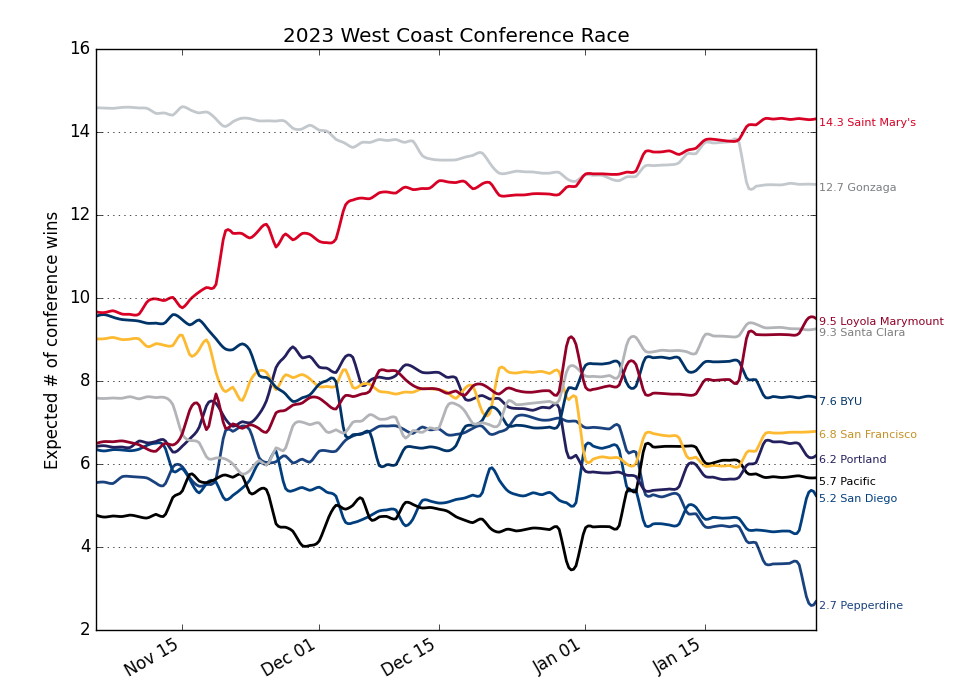 2023 West Coast Conference Race
Expected # of conference wins
16
14
12
10
8
6
4
2
Nov 15
Dec 01
Dec 15
Jan 01
Jan 15
14.3 Saint Mary's
12.7 Gonzaga
9.5 Loyola Marymount
9.3 Santa Clara
7.6 BYU
6.8 San Francisco
6.2 Portland
5.7 Pacific
5.2 San Diego
2.7 Pepperdine